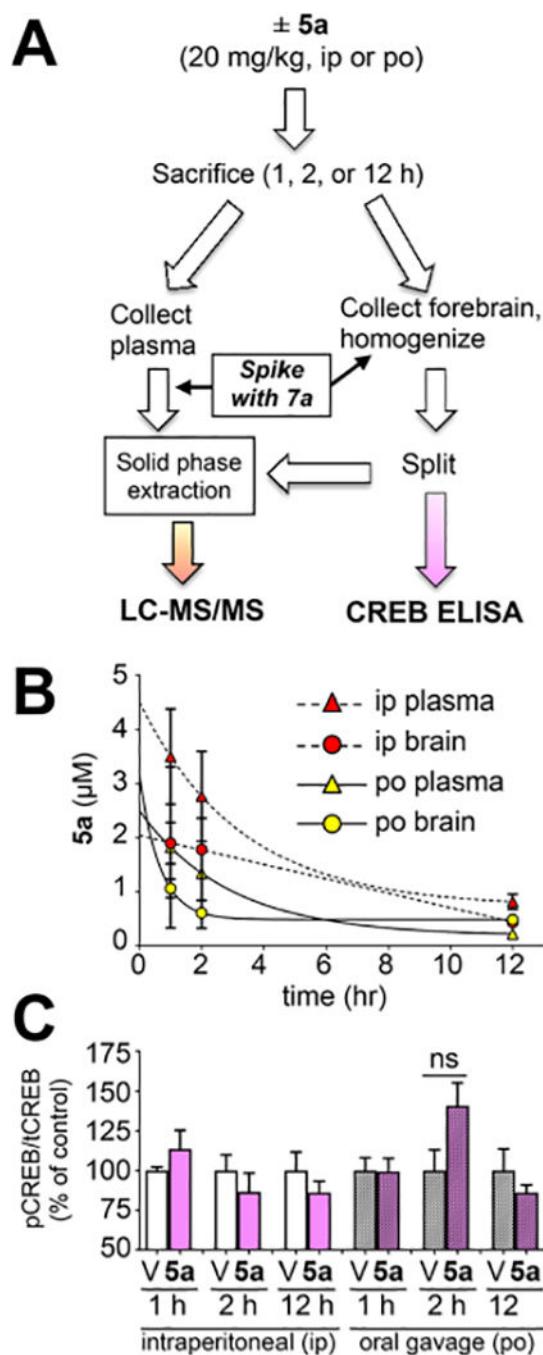 A
± 5a
(20 mg/kg, ip or po)
Sacrifice (1, 2, or 12 h)
Collect
plasma
Collect forebrain,
homogenize
Spike
with 7a
Solid phase
extraction
Split
LC-MS/MS
CREB ELISA
B
5
4
3
2
1
0
5a (µM)
ip plasma
ip brain
po plasma
po brain
0 2 4 6 8 10 12
time (hr)
C
175
150
125
100
75
50
pCREB/tCREB
(% of control)
ns
V 5a V 5a V 5a V 5a V 5a V 5a
1 h 2 h 12 h 1 h 2 h 12
intraperitoneal (ip) oral gavage (po)